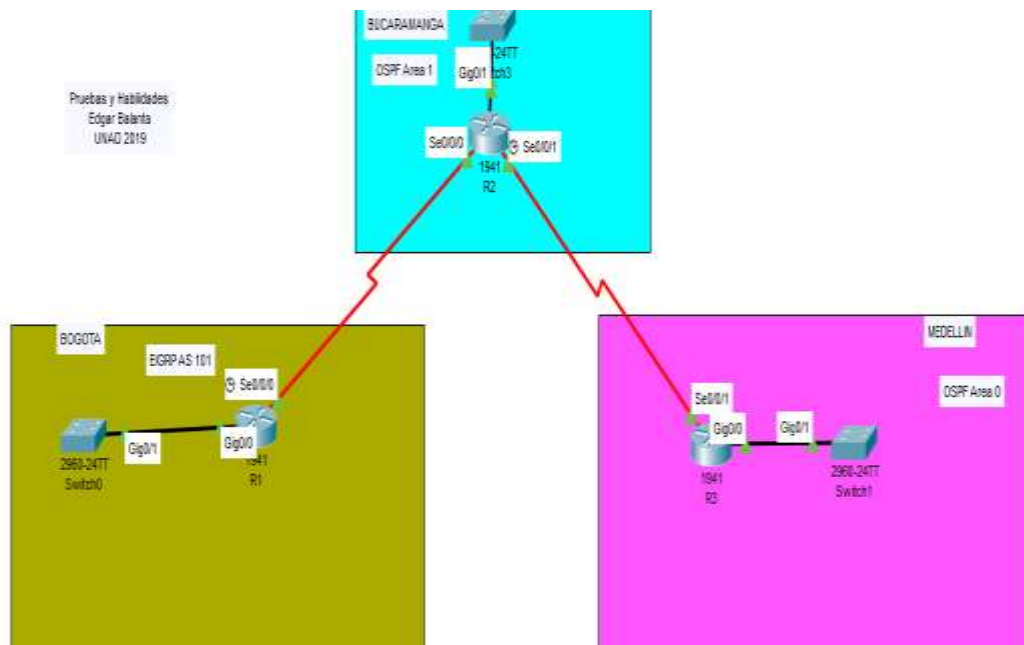 BUCARAMANGA
-24TT
tch3
OSPF Area 1
Gig0/1
Pruebas y Habilidades
Edgar Balanta
UNAD 2019
Se0/0/0
Se0/0/1
1941
R2
BOGOTA
EIGRP AS 101
Se0/0/0
Gig0/1
Gig0/0
2960-24TT
Switch0
1941
R1
MEDELLIN
OSPF Area 0
Se0/0/1
Gig0/0
Gig0/1
1941
R3
2960-24TT
Switch1